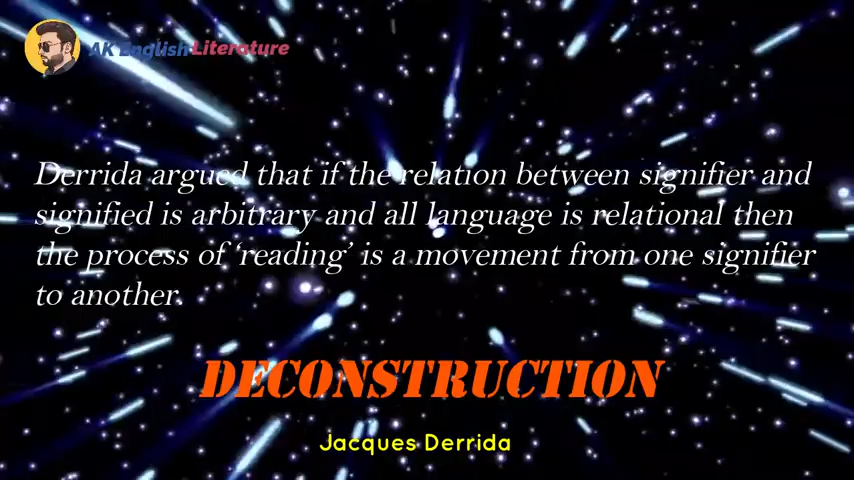 AK English Literature
Derrida argued that if the relation between signifier and
signified is arbitrary and all language is relational then
the process of ‘reading’ is a movement from one signifier
to another.
DECONSTRUCTION
Jacques Derrida